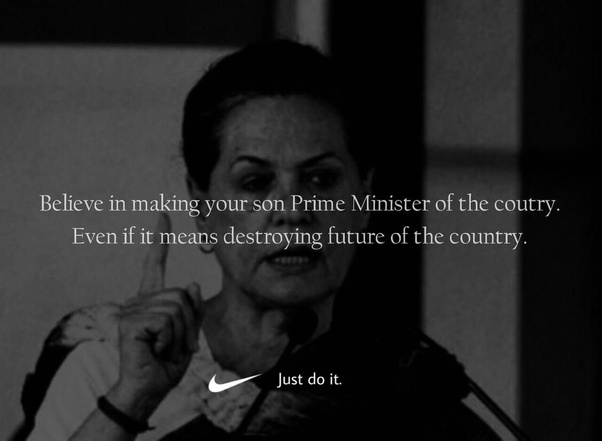 Believe in making your son Prime Minister of the coutry.
Even if it means destroying future of the country.
Just do it.